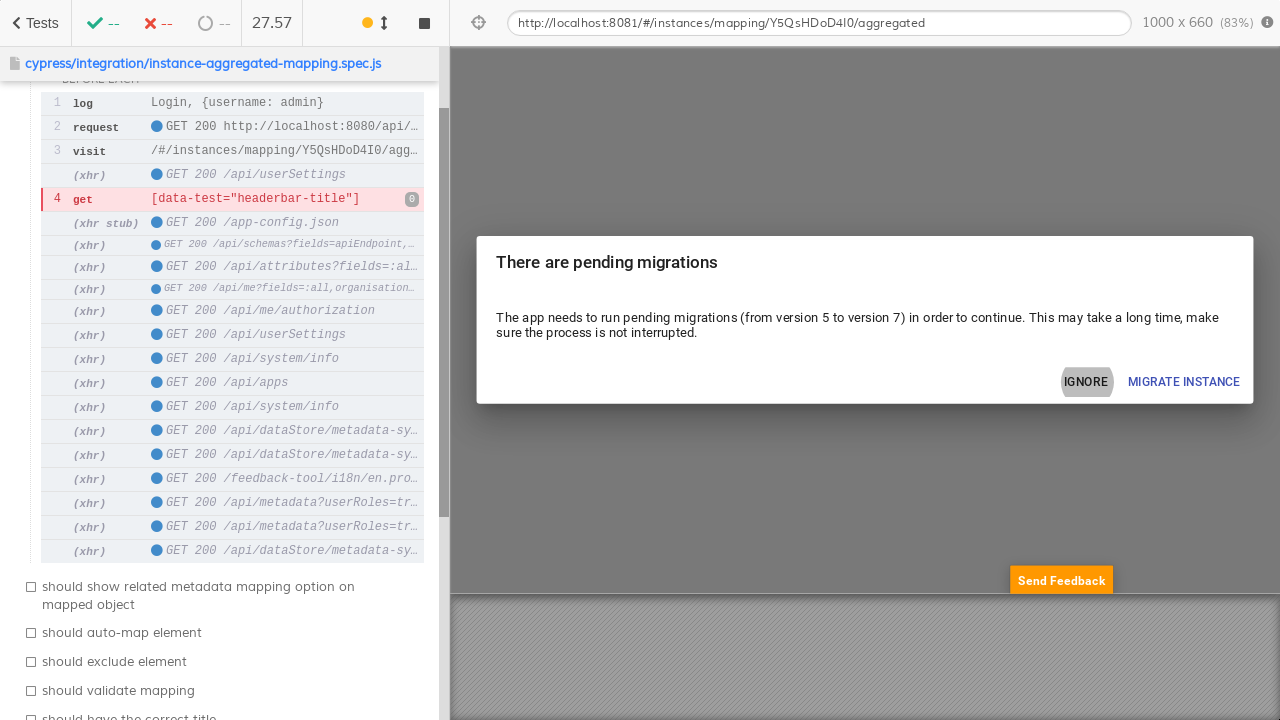 Tests -- -- -- 27.57
http://localhost:8081/#/instances/mapping/Y5QsHDoD4I0/aggregated 1000 x 660 (83%)
cypress/integration/instance-aggregated-mapping.spec.js
BEFORE EACH
1 log Login, {username: admin}
2 request GET 200 http://localhost:8080/api/…
3 visit /#/instances/mapping/Y5QsHDoD4I0/agg…
(xhr) GET 200 /api/userSettings
4 get [data-test="headerbar-title"] 0
(xhr stub) GET 200 /app-config.json
(xhr) GET 200 /api/schemas?fields=apiEndpoint,…
(xhr) GET 200 /api/attributes?fields=:al…
(xhr) GET 200 /api/me?fields=:all,organisation…
(xhr) GET 200 /api/me/authorization
(xhr) GET 200 /api/userSettings
(xhr) GET 200 /api/system/info
(xhr) GET 200 /api/apps
(xhr) GET 200 /api/system/info
(xhr) GET 200 /api/dataStore/metadata-sy…
(xhr) GET 200 /api/dataStore/metadata-sy…
(xhr) GET 200 /feedback-tool/i18n/en.pro…
(xhr) GET 200 /api/metadata?userRoles=tr…
(xhr) GET 200 /api/metadata?userRoles=tr…
(xhr) GET 200 /api/dataStore/metadata-sy…
should show related metadata mapping option on
mapped object
should auto-map element
should exclude element
should validate mapping
should have the correct title
There are pending migrations
The app needs to run pending migrations (from version 5 to version 7) in order to continue. This may take a long time, make
sure the process is not interrupted.
IGNORE MIGRATE INSTANCE
Send Feedback